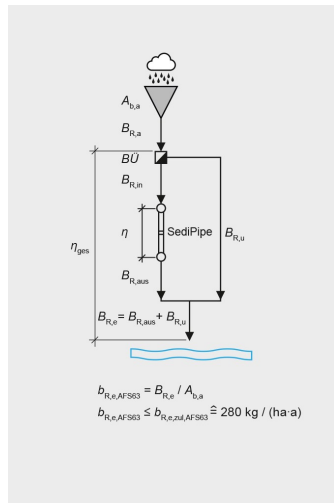 A_b,a
B_R,a
BÜ
B_R,in
η
SediPipe
B_R,u
η_ges
B_R,aus
B_R,e = B_R,aus + B_R,u
b_R,e,AFS63 = B_R,e / A_b,a
b_R,e,AFS63 ≤ b_R,e,zul,AFS63 ≙ 280 kg / (ha·a)